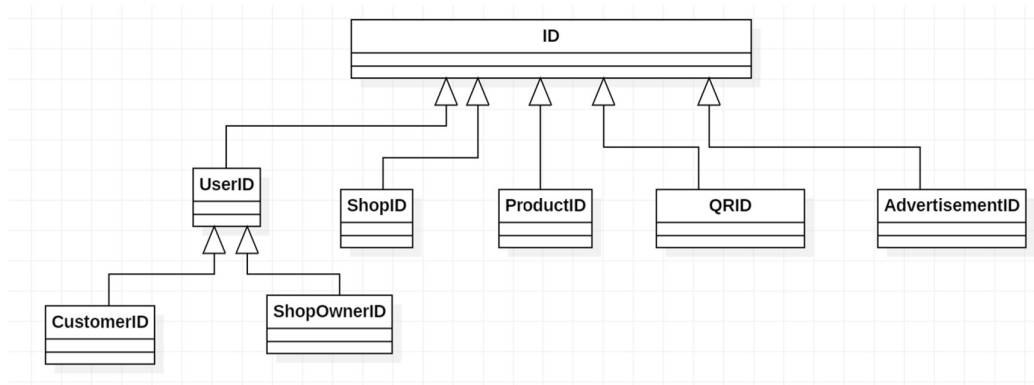 ID
UserID
ShopID
ProductID
QRID
AdvertisementID
CustomerID
ShopOwnerID